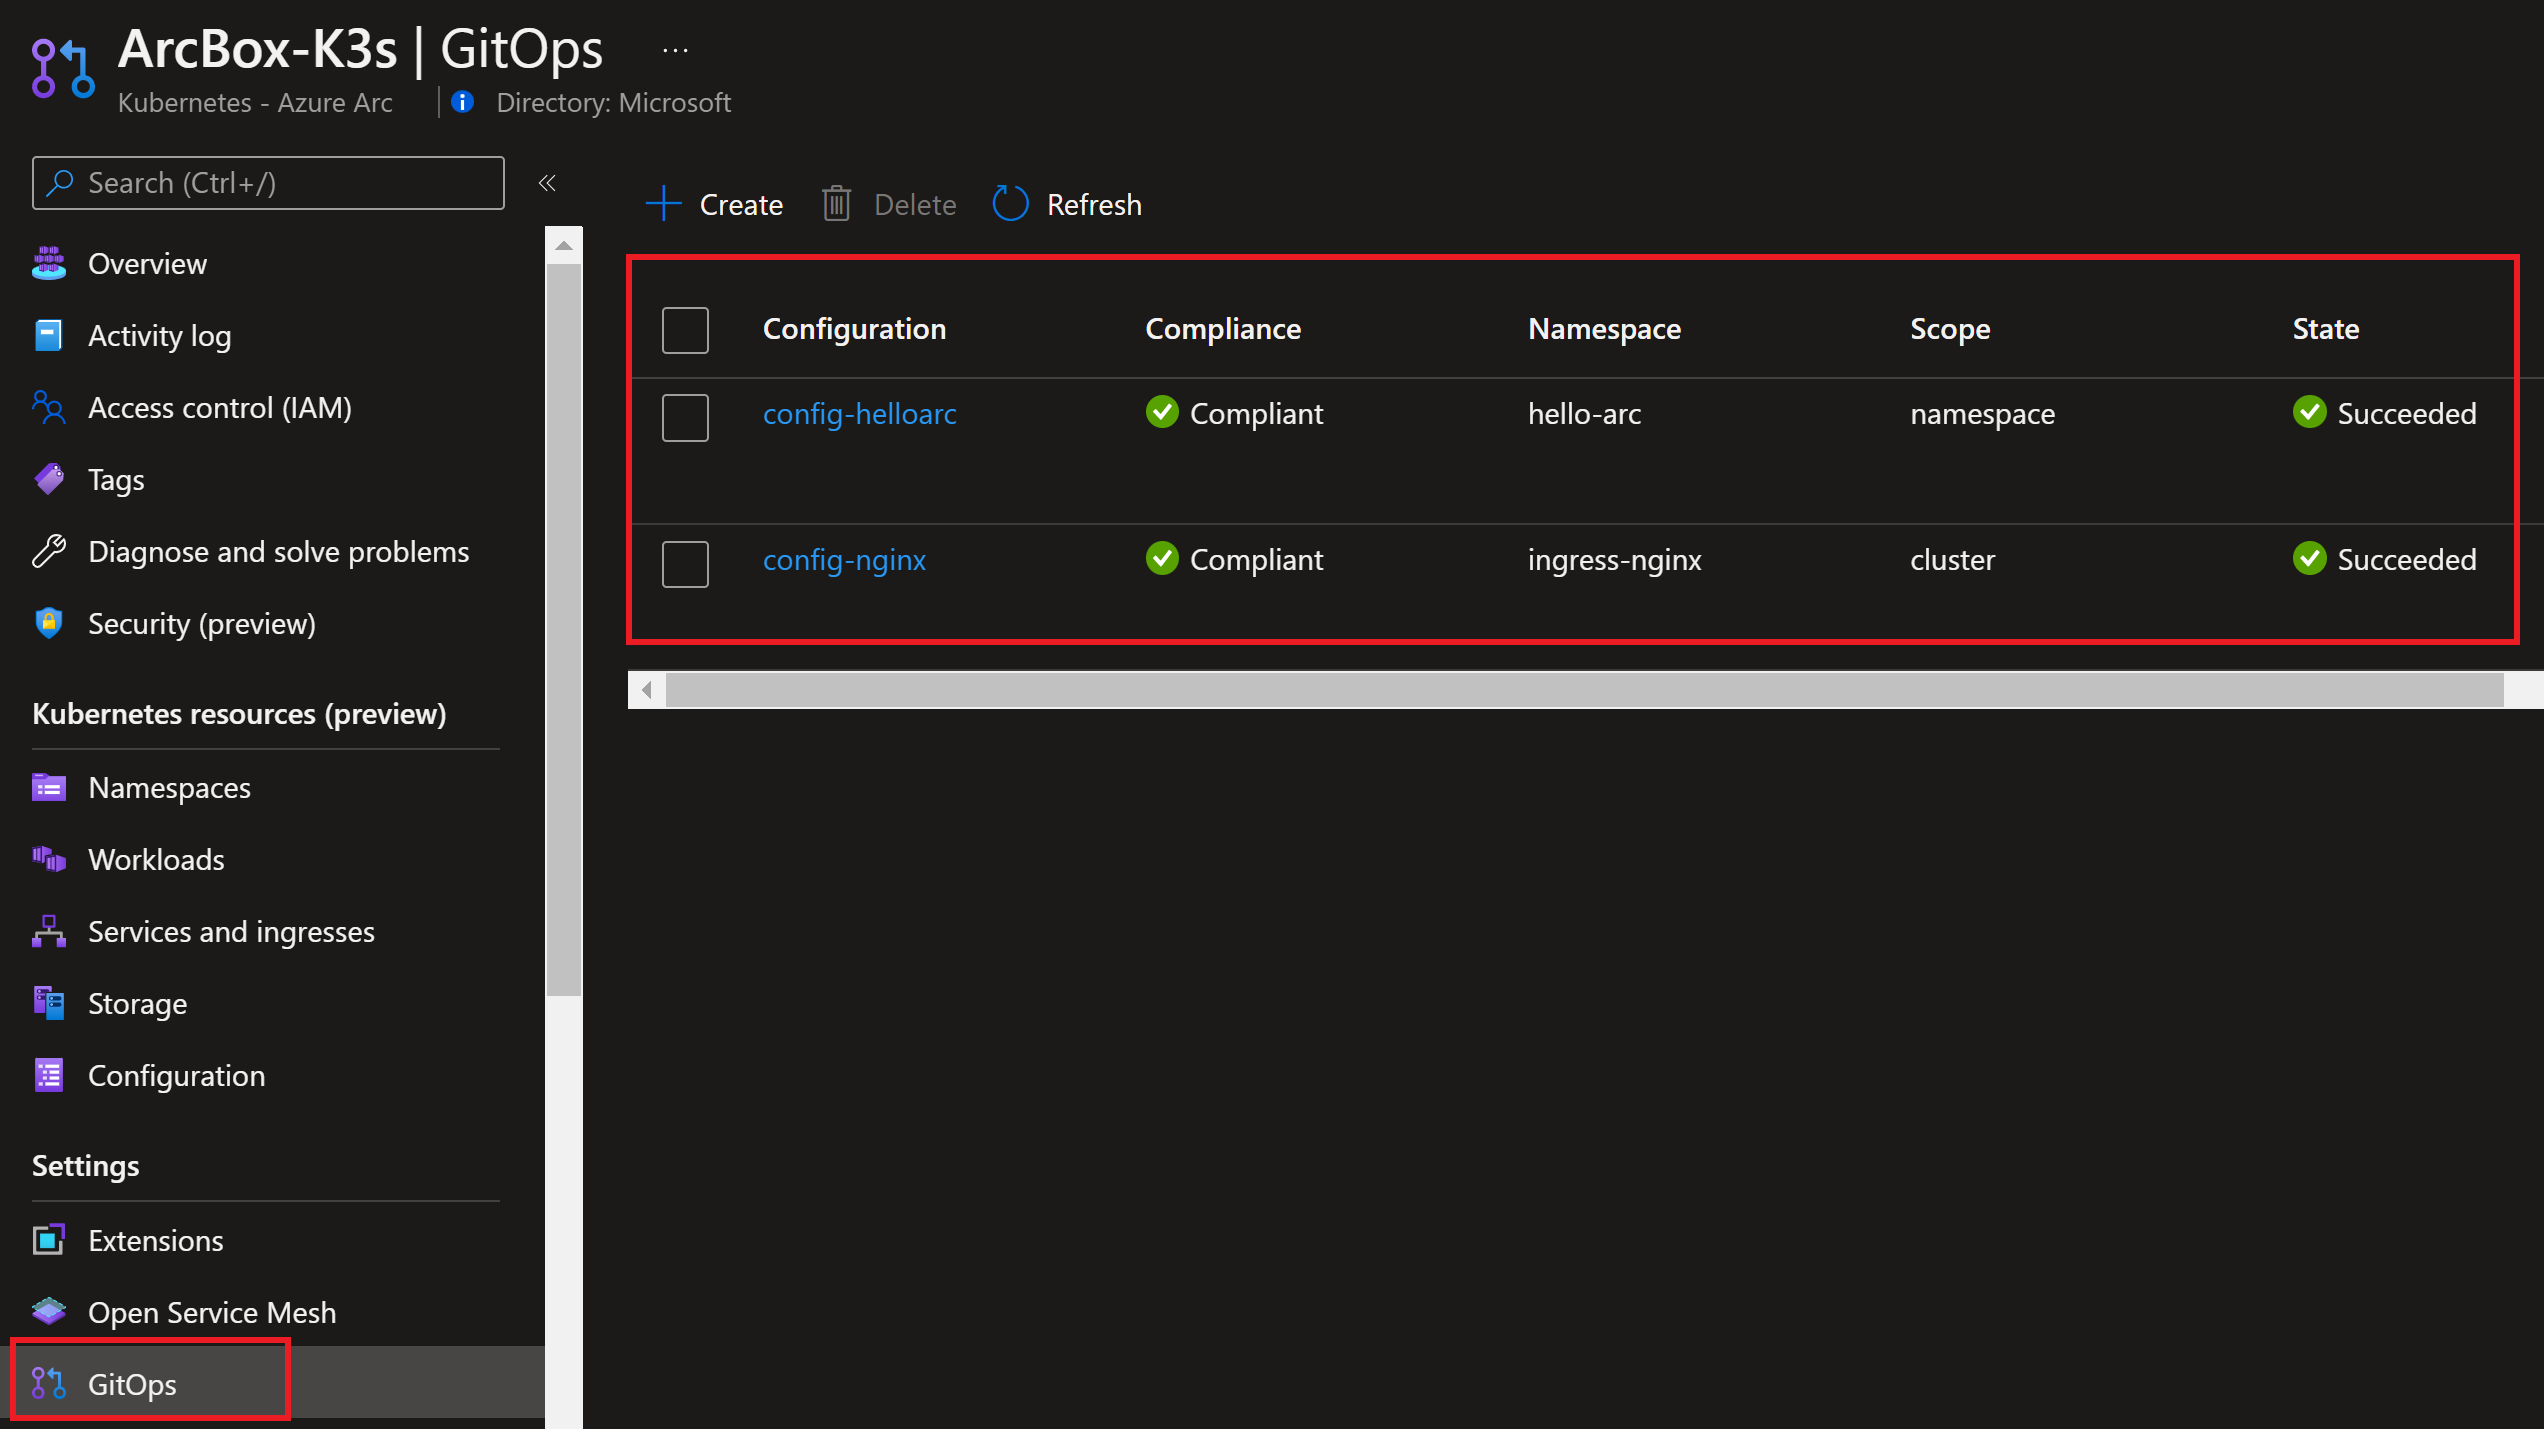 ArcBox-K3s | GitOps ...
Kubernetes - Azure Arc | Directory: Microsoft
Search (Ctrl+/)
Overview
Activity log
Access control (IAM)
Tags
Diagnose and solve problems
Security (preview)
Kubernetes resources (preview)
Namespaces
Workloads
Services and ingresses
Storage
Configuration
Settings
Extensions
Open Service Mesh
GitOps
Create Delete Refresh
Configuration Compliance Namespace Scope State
config-helloarc Compliant hello-arc namespace Succeeded
config-nginx Compliant ingress-nginx cluster Succeeded